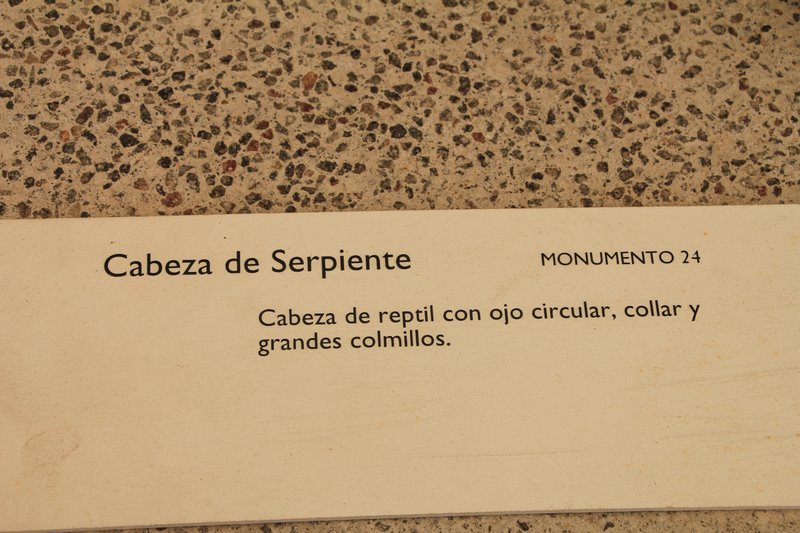 Cabeza de Serpiente MONUMENTO 24
Cabeza de reptil con ojo circular, collar y
grandes colmillos.